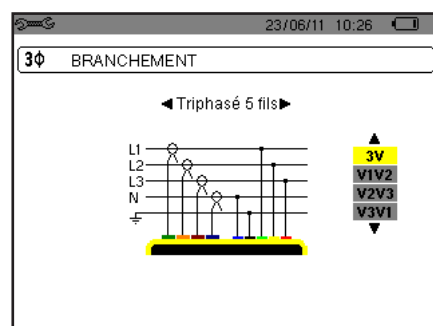 23/06/11 10:26
3Φ BRANCHEMENT
◄Triphasé 5 fils►
L1
L2
L3
N
3V
V1V2
V2V3
V3V1